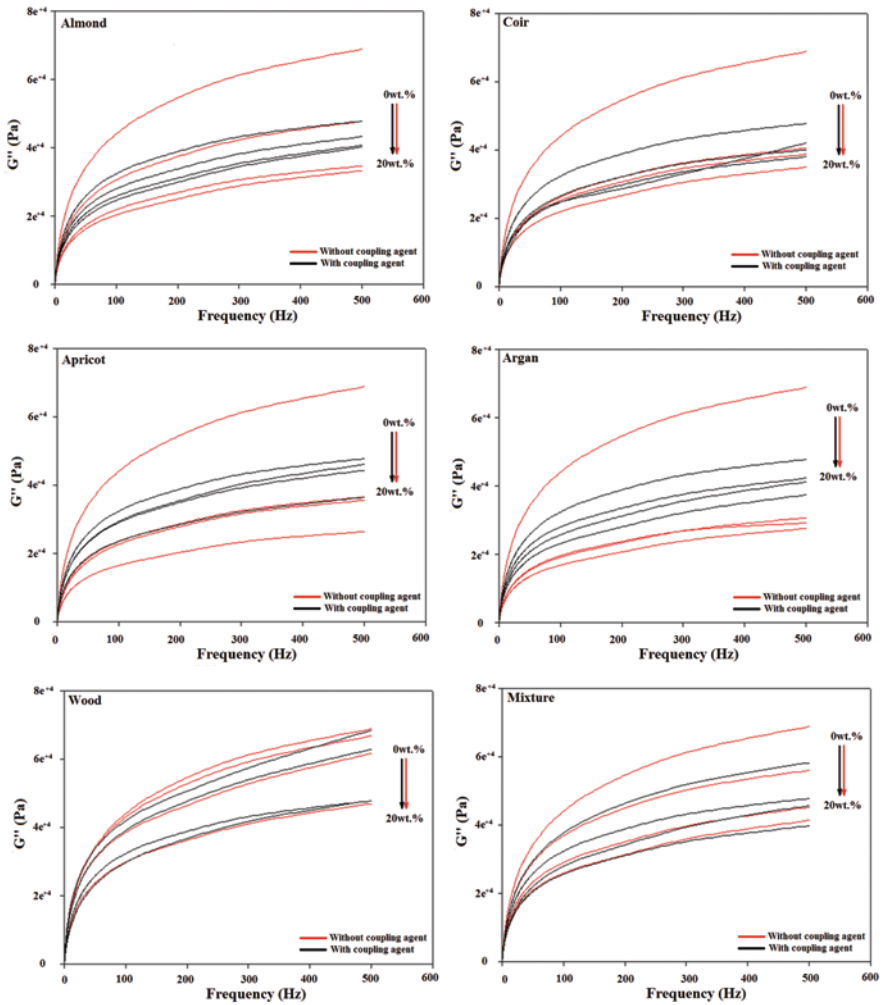 Almond
8e⁺⁴
6e⁺⁴
4e⁺⁴
2e⁺⁴
0
G'' (Pa)
0wt.%
20wt.%
Without coupling agent
With coupling agent
0 100 200 300 400 500 600
Frequency (Hz)
Coir
8e⁺⁴
6e⁺⁴
4e⁺⁴
2e⁺⁴
0
G'' (Pa)
0wt.%
20wt.%
Without coupling agent
With coupling agent
0 100 200 300 400 500 600
Frequency (Hz)
Apricot
8e⁺⁴
6e⁺⁴
4e⁺⁴
2e⁺⁴
0
G'' (Pa)
0wt.%
20wt.%
Without coupling agent
With coupling agent
0 100 200 300 400 500 600
Frequency (Hz)
Argan
8e⁺⁴
6e⁺⁴
4e⁺⁴
2e⁺⁴
0
G'' (Pa)
0wt.%
20wt.%
Without coupling agent
With coupling agent
0 100 200 300 400 500 600
Frequency (Hz)
Wood
8e⁺⁴
6e⁺⁴
4e⁺⁴
2e⁺⁴
0
G'' (Pa)
0wt.%
20wt.%
Without coupling agent
With coupling agent
0 100 200 300 400 500 600
Frequency (Hz)
Mixture
8e⁺⁴
6e⁺⁴
4e⁺⁴
2e⁺⁴
0
G'' (Pa)
0wt.%
20wt.%
Without coupling agent
With coupling agent
0 100 200 300 400 500 600
Frequency (Hz)